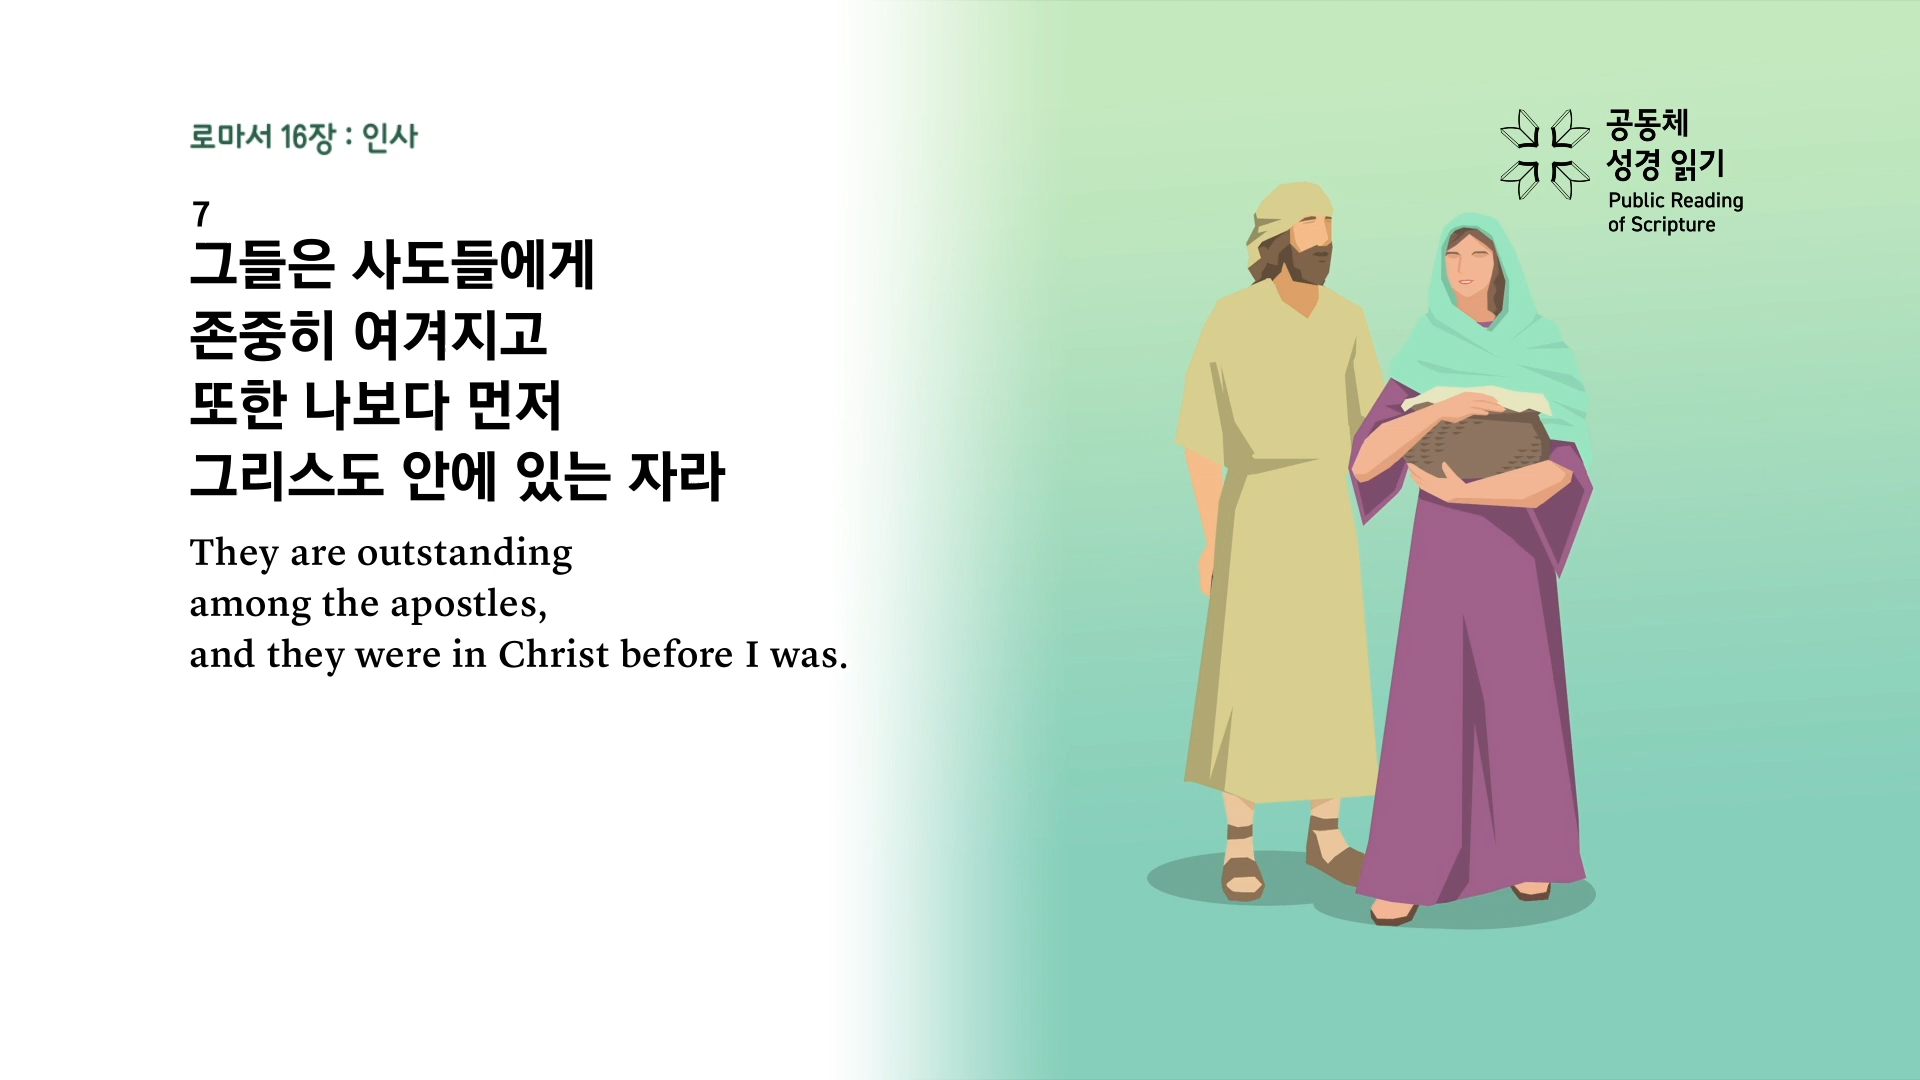 로마서 16장 : 인사
7
그들은 사도들에게
존중히 여겨지고
또한 나보다 먼저
그리스도 안에 있는 자라
They are outstanding
among the apostles,
and they were in Christ before I was.
공동체
성경 읽기
Public Reading
of Scripture